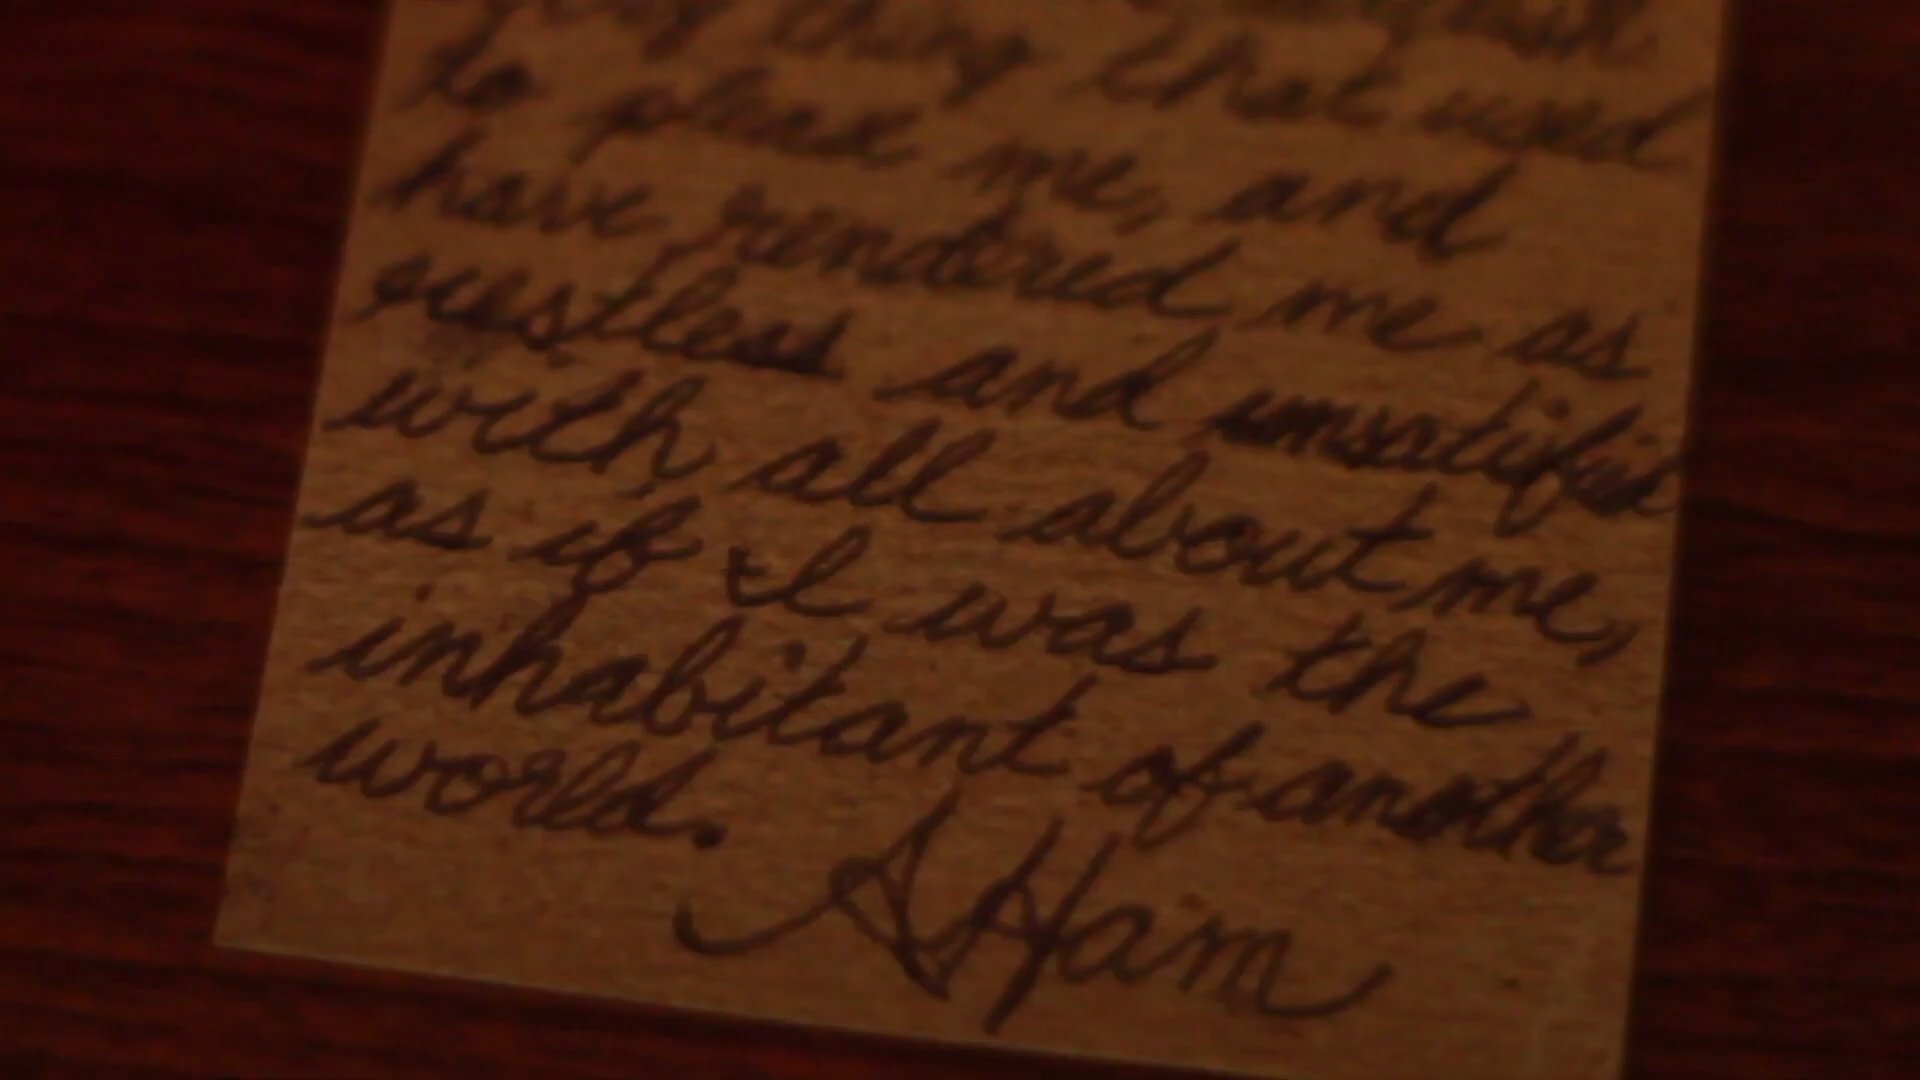 thing that used
to please me, and
have rendered me as
restless and unsatisfied
with all about me,
as if I was the
inhabitant of another
world.
A Ham